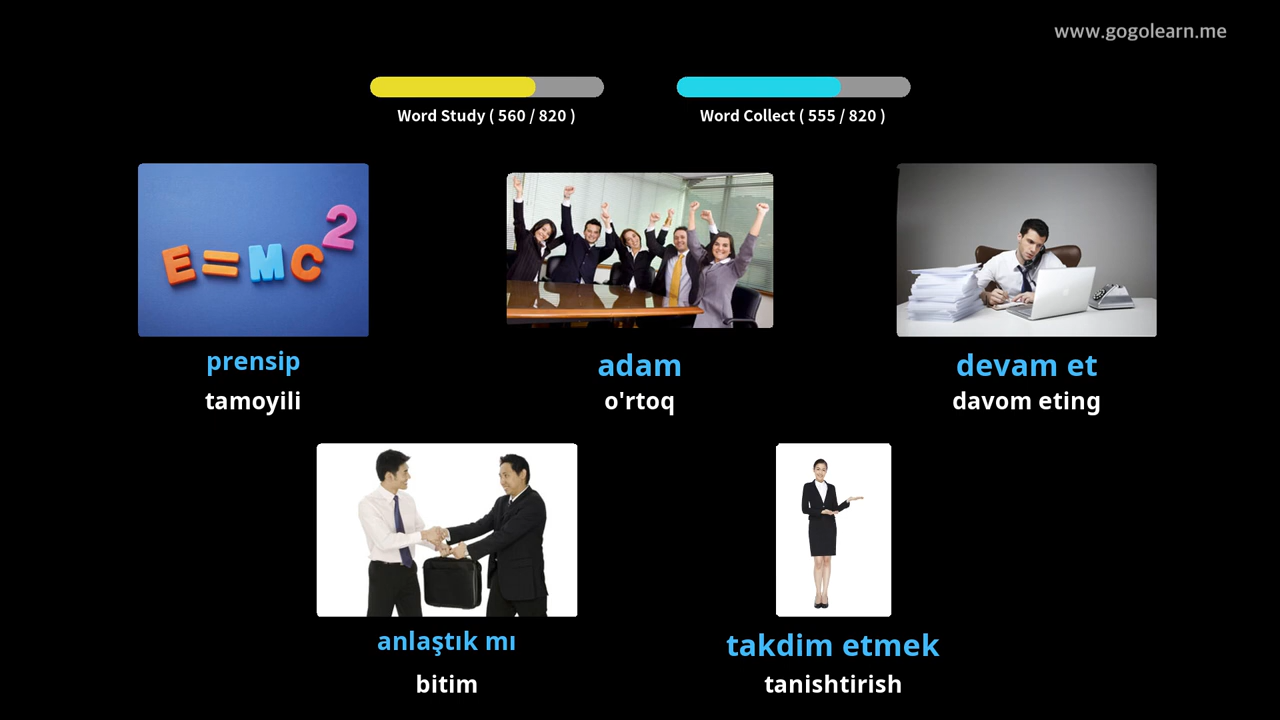 www.gogolearn.me
Word Study ( 560 / 820 )
Word Collect ( 555 / 820 )
E=MC2
prensip
tamoyili
adam
o'rtoq
devam et
davom eting
anlaştık mı
bitim
takdim etmek
tanishtirish